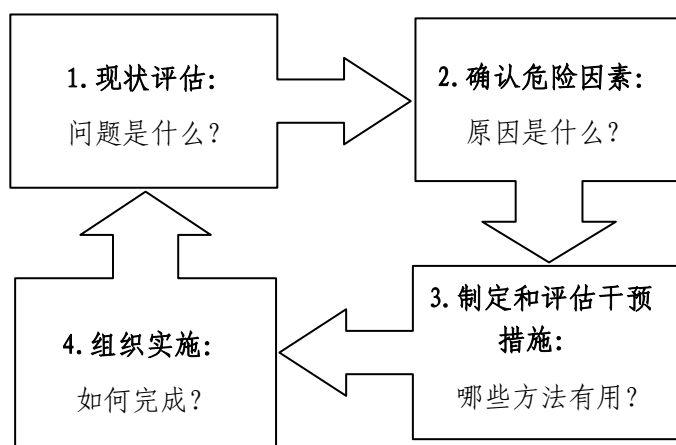 1. 现状评估：
问题是什么？
2. 确认危险因素：
原因是什么？
3. 制定和评估干预
措施：
哪些方法有用？
4. 组织实施：
如何完成？